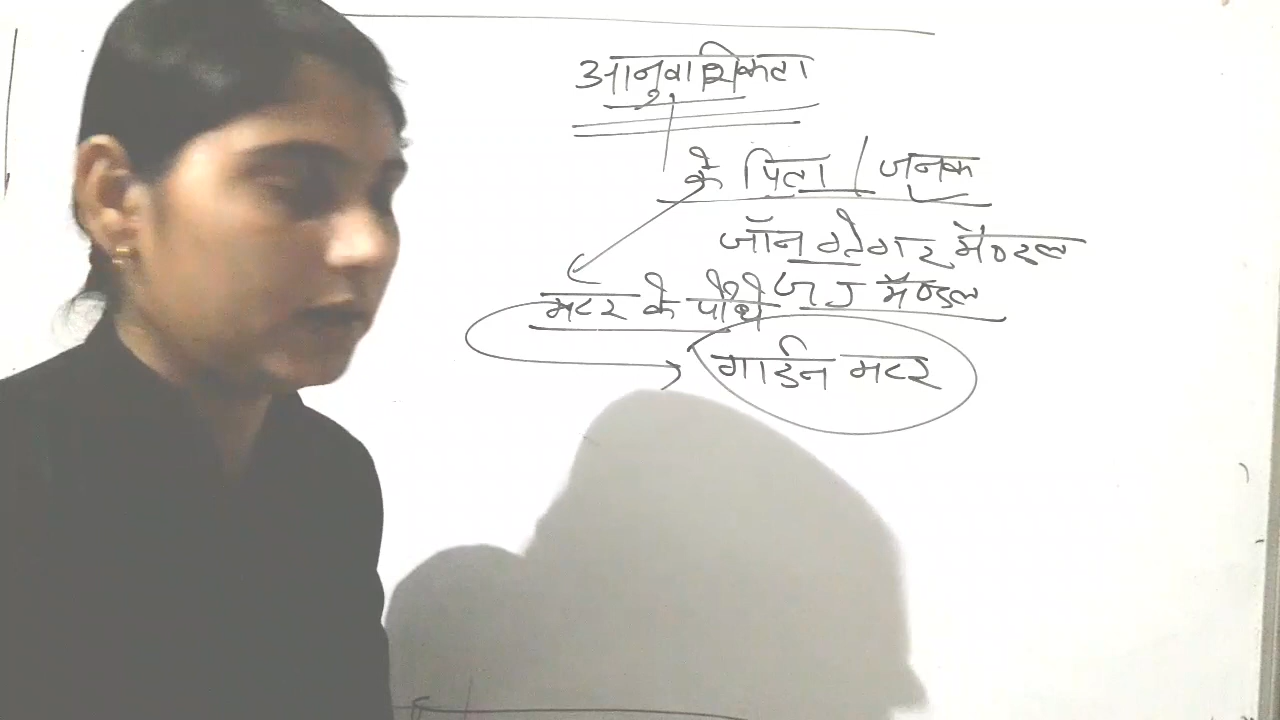 आनुवाशिकता
के पिता / जनक
जॉन ग्रेगर मैण्डल
मटर के पौधे G J मैण्डल
गार्डन मटर